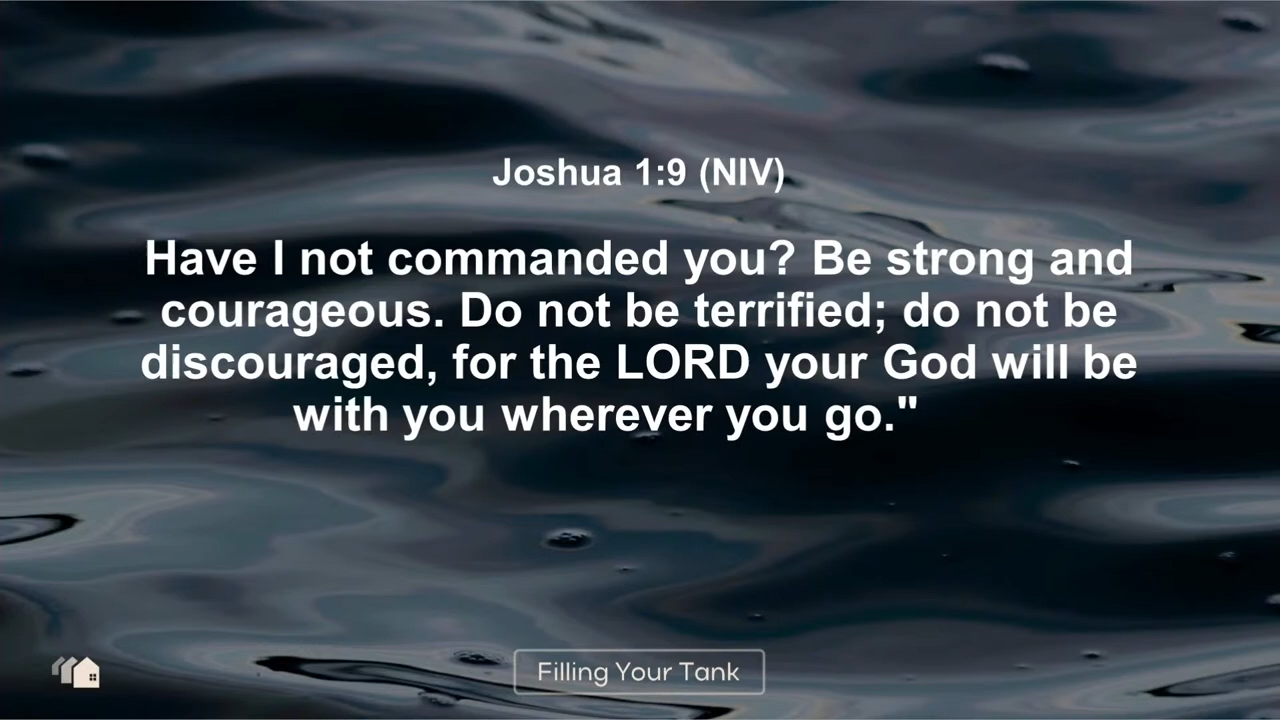 Joshua 1:9 (NIV)
Have I not commanded you? Be strong and
courageous. Do not be terrified; do not be
discouraged, for the LORD your God will be
with you wherever you go."
Filling Your Tank